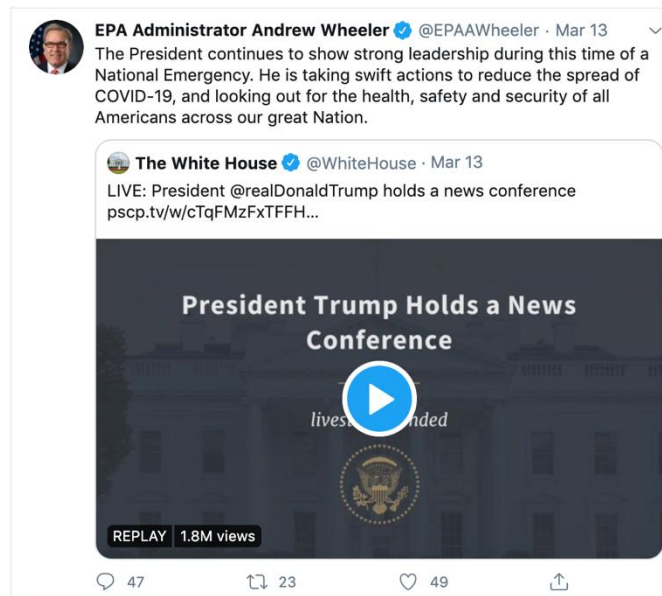 EPA Administrator Andrew Wheeler @EPAAWheeler · Mar 13
The President continues to show strong leadership during this time of a
National Emergency. He is taking swift actions to reduce the spread of
COVID-19, and looking out for the health, safety and security of all
Americans across our great Nation.
The White House @WhiteHouse · Mar 13
LIVE: President @realDonaldTrump holds a news conference
pscp.tv/w/cTqFMzFxTFFH...
President Trump Holds a News
Conference
REPLAY 1.8M views
47 23 49